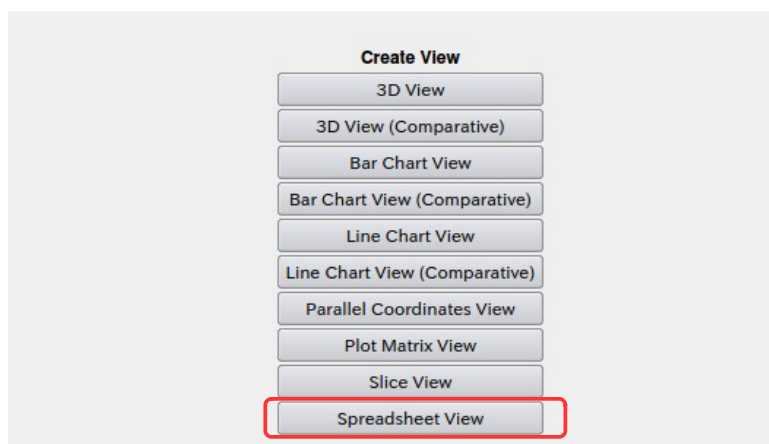 Create View
3D View
3D View (Comparative)
Bar Chart View
Bar Chart View (Comparative)
Line Chart View
Line Chart View (Comparative)
Parallel Coordinates View
Plot Matrix View
Slice View
Spreadsheet View